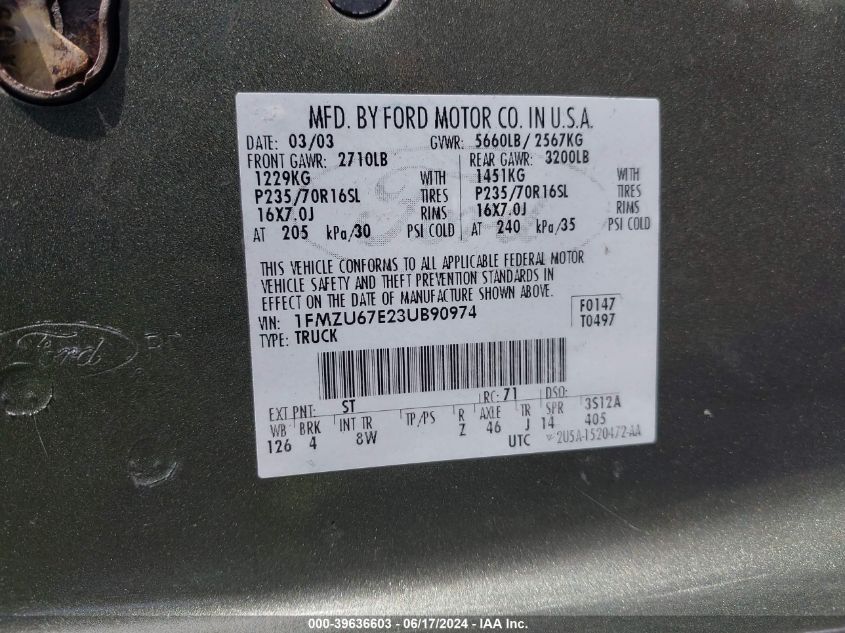 MFD. BY FORD MOTOR CO. IN U.S.A.
DATE: 03/03 GVWR: 5660LB/2567KG
FRONT GAWR: 2710LB REAR GAWR: 3200LB
1229KG WITH 1451KG WITH
P235/70R16SL TIRES P235/70R16SL TIRES
16X7.0J RIMS 16X7.0J RIMS
AT 205 kPa/30 PSI COLD AT 240 kPa/35 PSI COLD
Ford
THIS VEHICLE CONFORMS TO ALL APPLICABLE FEDERAL MOTOR
VEHICLE SAFETY AND THEFT PREVENTION STANDARDS IN
EFFECT ON THE DATE OF MANUFACTURE SHOWN ABOVE.
VIN: 1FMZU67E23UB90974 F0147
TYPE: TRUCK T0497
Ford
EXT PNT: ST RC: 71 DSO:
WB BRK INT TR TP/PS R AXLE TR SPR 3S12A
126 4 8W Z 46 J 14 405
UTC 2U5A-1520472-AA
000-39636603 - 06/17/2024 - IAA Inc.